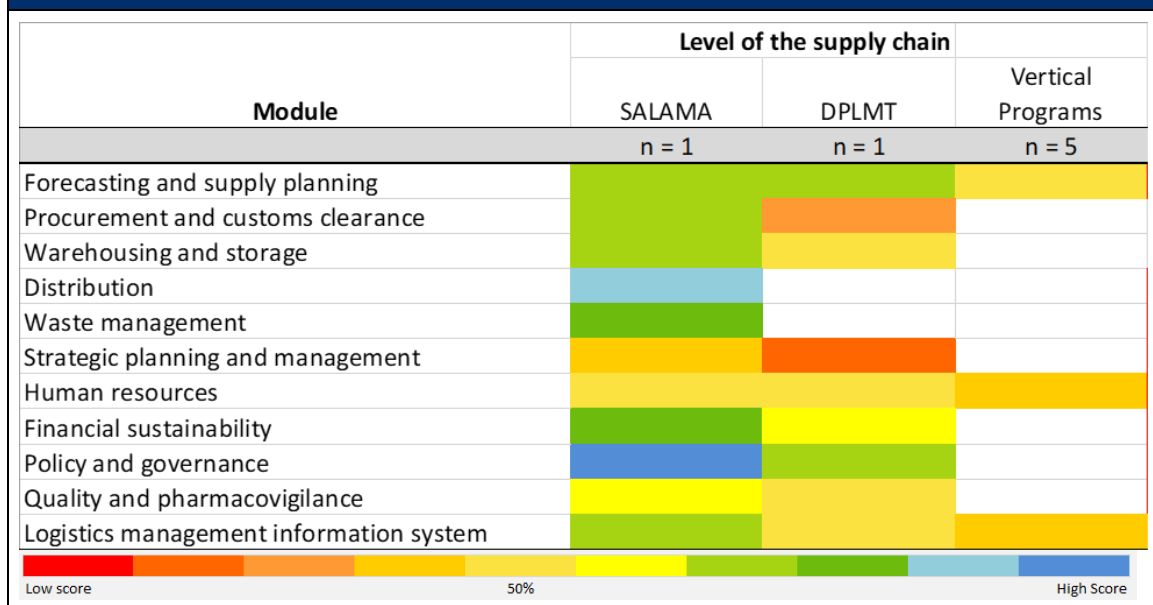 Level of the supply chain
Vertical
Module SALAMA DPLMT Programs
n = 1 n = 1 n = 5
Forecasting and supply planning
Procurement and customs clearance
Warehousing and storage
Distribution
Waste management
Strategic planning and management
Human resources
Financial sustainability
Policy and governance
Quality and pharmacovigilance
Logistics management information system
Low score 50% High Score